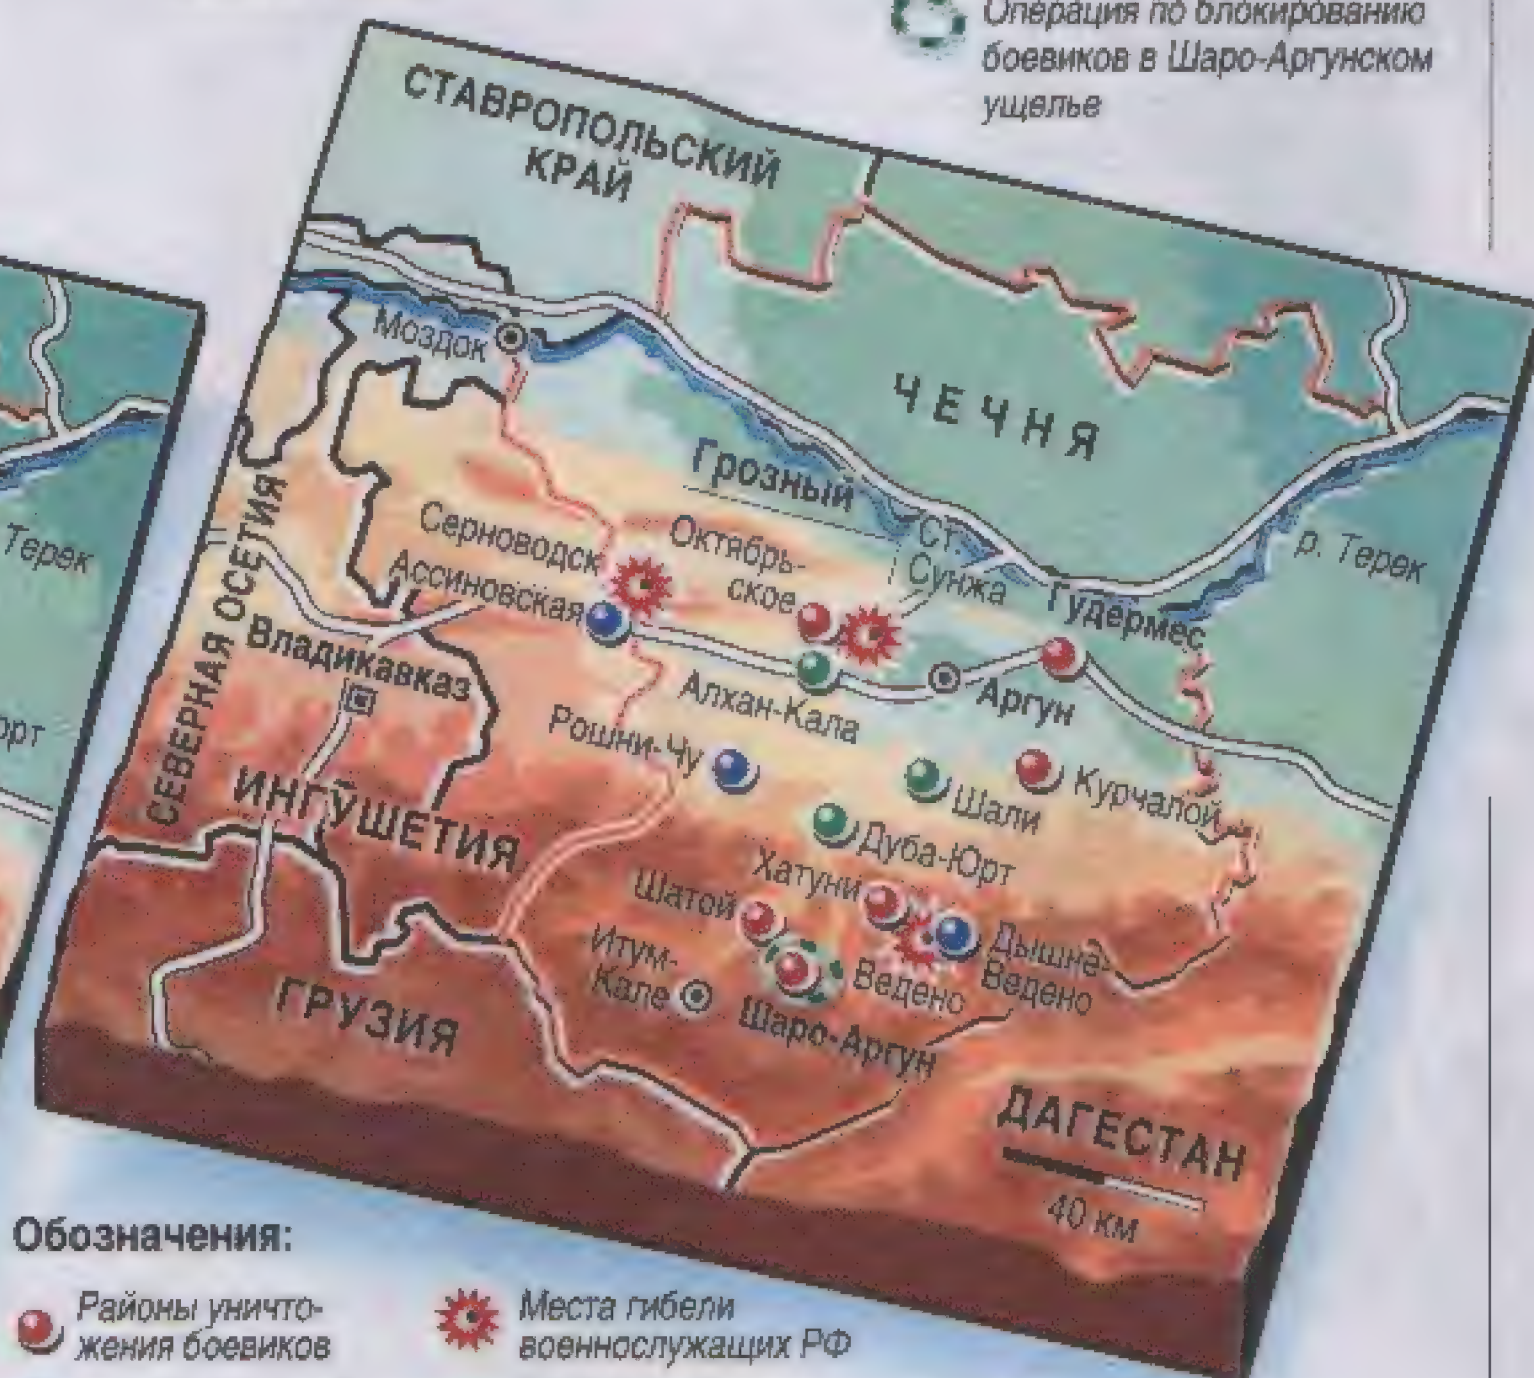 Операция по блокированию
боевиков в Шаро-Аргунском
ущелье
СТАВРОПОЛЬСКИЙ
КРАЙ
Моздок
ЧЕЧНЯ
Грозный
Терек
р. Терек
Серноводск
Октябрь-
ское
Ст.
Сунжа
Ассиновская
Гудермес
СЕВЕРНАЯ ОСЕТИЯ
Владикавказ
Алхан-Кала
Аргун
орт
Рошни-Чу
Шали
Курчалой
ИНГУШЕТИЯ
Дуба-Юрт
Хатуни
Шатой
Итум-
Кале
Ведено
Дышне-
Ведено
Шаро-Аргун
ГРУЗИЯ
ДАГЕСТАН
40 км
Обозначения:
Районы уничто-
жения боевиков
Места гибели
военнослужащих РФ